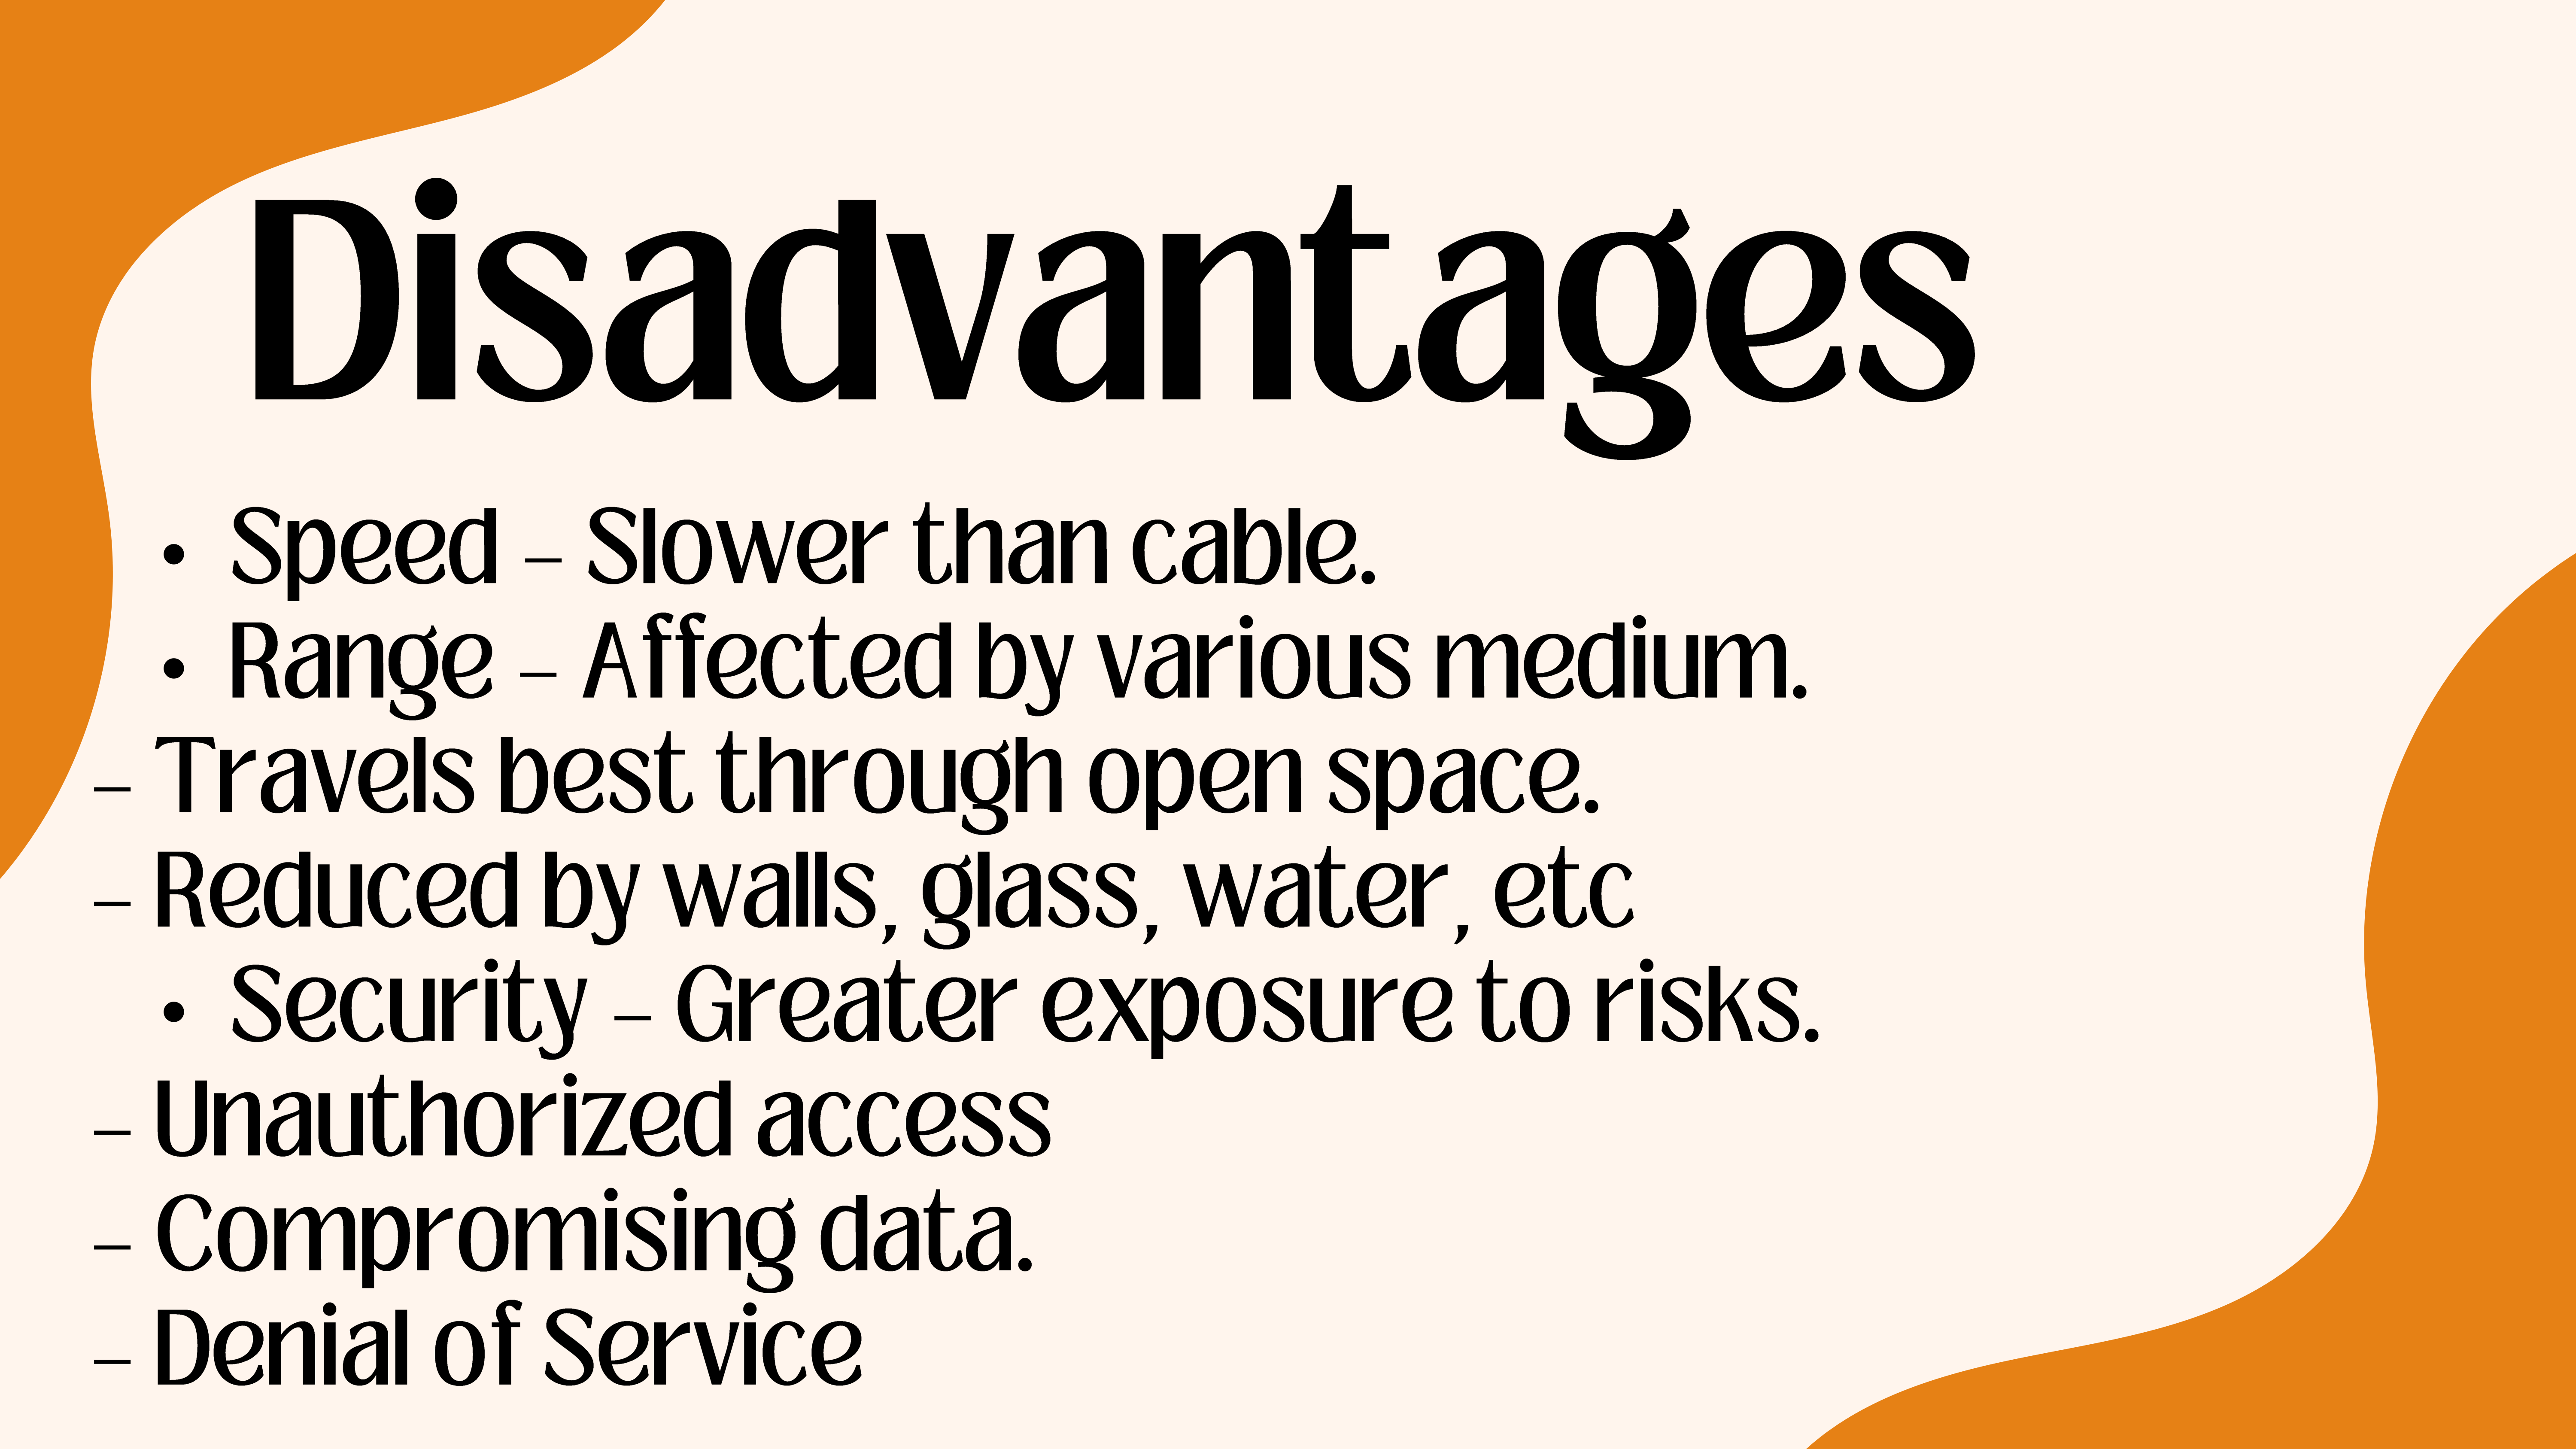 Disadvantages
• Speed – Slower than cable.
• Range – Affected by various medium.
– Travels best through open space.
– Reduced by walls, glass, water, etc
• Security – Greater exposure to risks.
– Unauthorized access
– Compromising data.
– Denial of Service